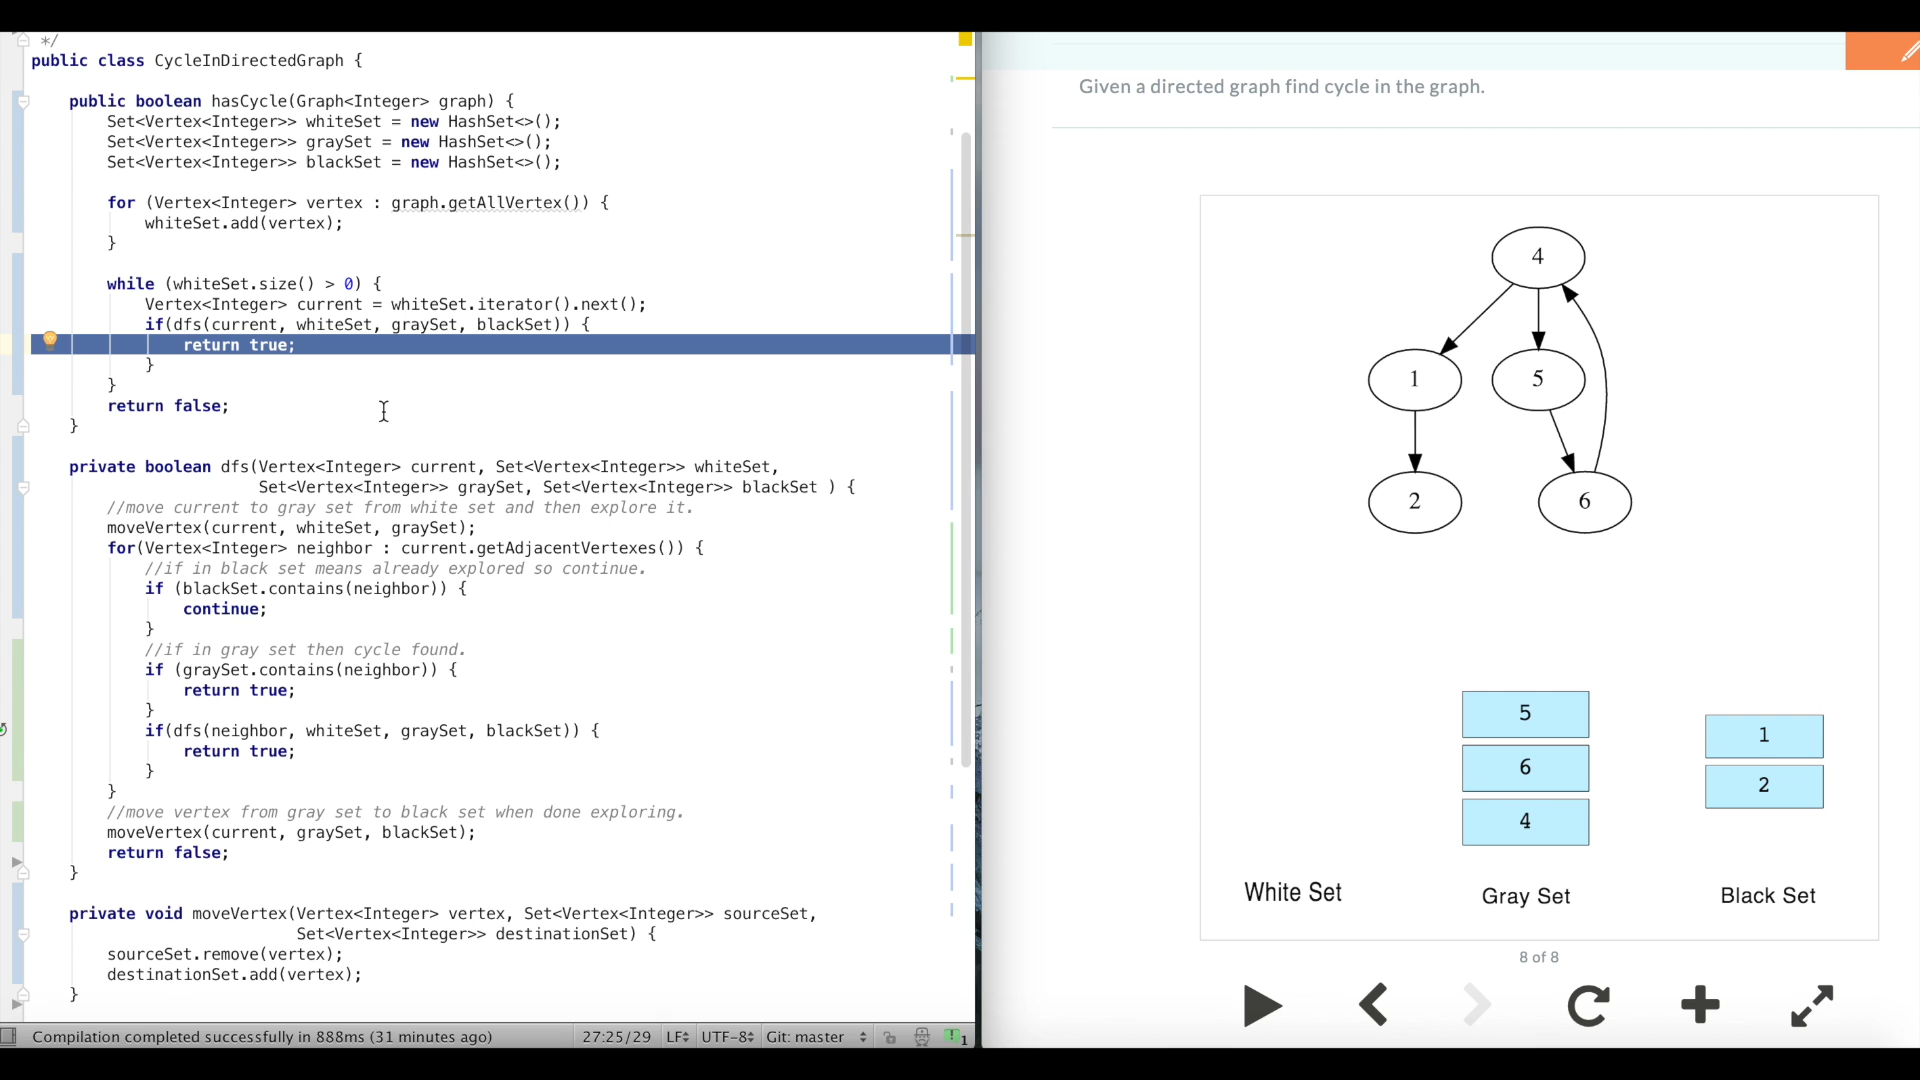 */
public class CycleInDirectedGraph {
public boolean hasCycle(Graph<Integer> graph) {
Set<Vertex<Integer>> whiteSet = new HashSet<>();
Set<Vertex<Integer>> graySet = new HashSet<>();
Set<Vertex<Integer>> blackSet = new HashSet<>();
for (Vertex<Integer> vertex : graph.getAllVertex()) {
whiteSet.add(vertex);
}
while (whiteSet.size() > 0) {
Vertex<Integer> current = whiteSet.iterator().next();
if(dfs(current, whiteSet, graySet, blackSet)) {
return true;
}
}
return false;
}
private boolean dfs(Vertex<Integer> current, Set<Vertex<Integer>> whiteSet,
Set<Vertex<Integer>> graySet, Set<Vertex<Integer>> blackSet ) {
//move current to gray set from white set and then explore it.
moveVertex(current, whiteSet, graySet);
for(Vertex<Integer> neighbor : current.getAdjacentVertexes()) {
//if in black set means already explored so continue.
if (blackSet.contains(neighbor)) {
continue;
}
//if in gray set then cycle found.
if (graySet.contains(neighbor)) {
return true;
}
if(dfs(neighbor, whiteSet, graySet, blackSet)) {
return true;
}
}
//move vertex from gray set to black set when done exploring.
moveVertex(current, graySet, blackSet);
return false;
}
private void moveVertex(Vertex<Integer> vertex, Set<Vertex<Integer>> sourceSet,
Set<Vertex<Integer>> destinationSet) {
sourceSet.remove(vertex);
destinationSet.add(vertex);
}
Compilation completed successfully in 888ms (31 minutes ago) 27:25/29 LF UTF-8 Git: master 1
Given a directed graph find cycle in the graph.
4
1 5
2 6
5
6
4
1
2
White Set Gray Set Black Set
8 of 8